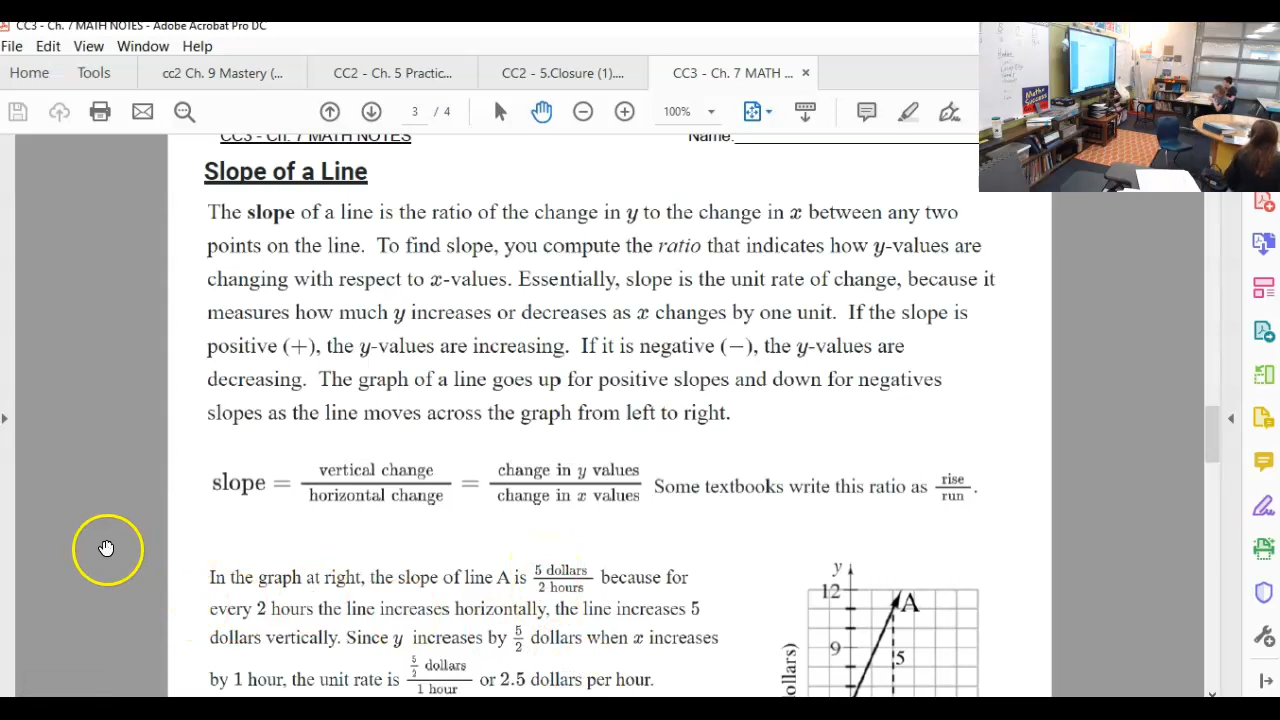 CC3 - Ch. 7 MATH NOTES - Adobe Acrobat Pro DC
File Edit View Window Help
Home Tools cc2 Ch. 9 Mastery (... CC2 - Ch. 5 Practic... CC2 - 5.Closure (1).... CC3 - Ch. 7 MATH ... ×
3 / 4 100%
CC3 - Ch. 7 MATH NOTES Name:
Slope of a Line
The slope of a line is the ratio of the change in y to the change in x between any two
points on the line. To find slope, you compute the ratio that indicates how y-values are
changing with respect to x-values. Essentially, slope is the unit rate of change, because it
measures how much y increases or decreases as x changes by one unit. If the slope is
positive (+), the y-values are increasing. If it is negative (−), the y-values are
decreasing. The graph of a line goes up for positive slopes and down for negatives
slopes as the line moves across the graph from left to right.
slope = vertical change / horizontal change = change in y values / change in x values Some textbooks write this ratio as rise / run .
In the graph at right, the slope of line A is 5 dollars / 2 hours because for
every 2 hours the line increases horizontally, the line increases 5
dollars vertically. Since y increases by 5/2 dollars when x increases
by 1 hour, the unit rate is 5/2 dollars / 1 hour or 2.5 dollars per hour.
y
12
A
9
5
Math
Success